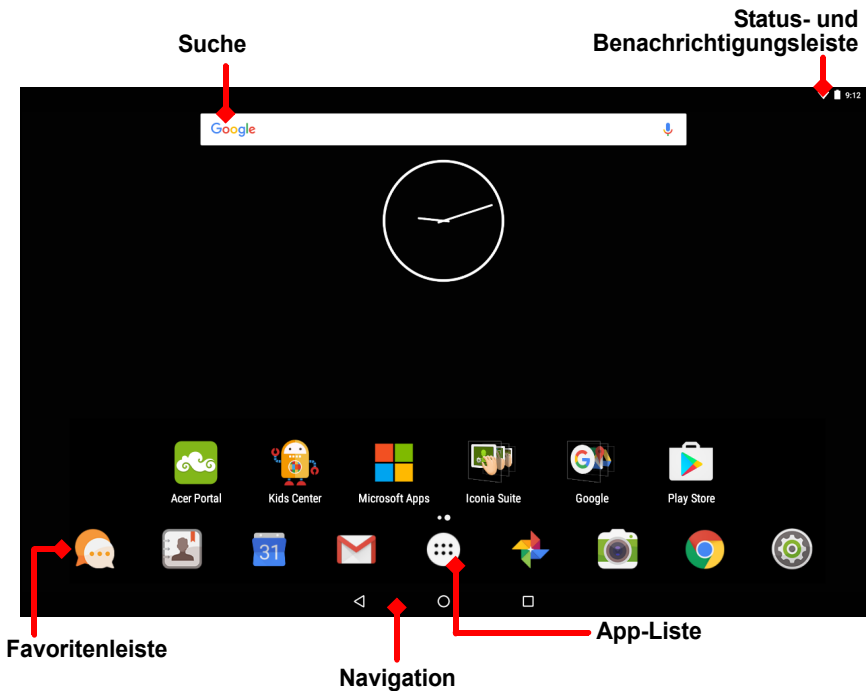 Status- und
Benachrichtigungsleiste
Suche
9:12
Google
Acer Portal
Kids Center
Microsoft Apps
Iconia Suite
Google
Play Store
31
App-Liste
Favoritenleiste
Navigation